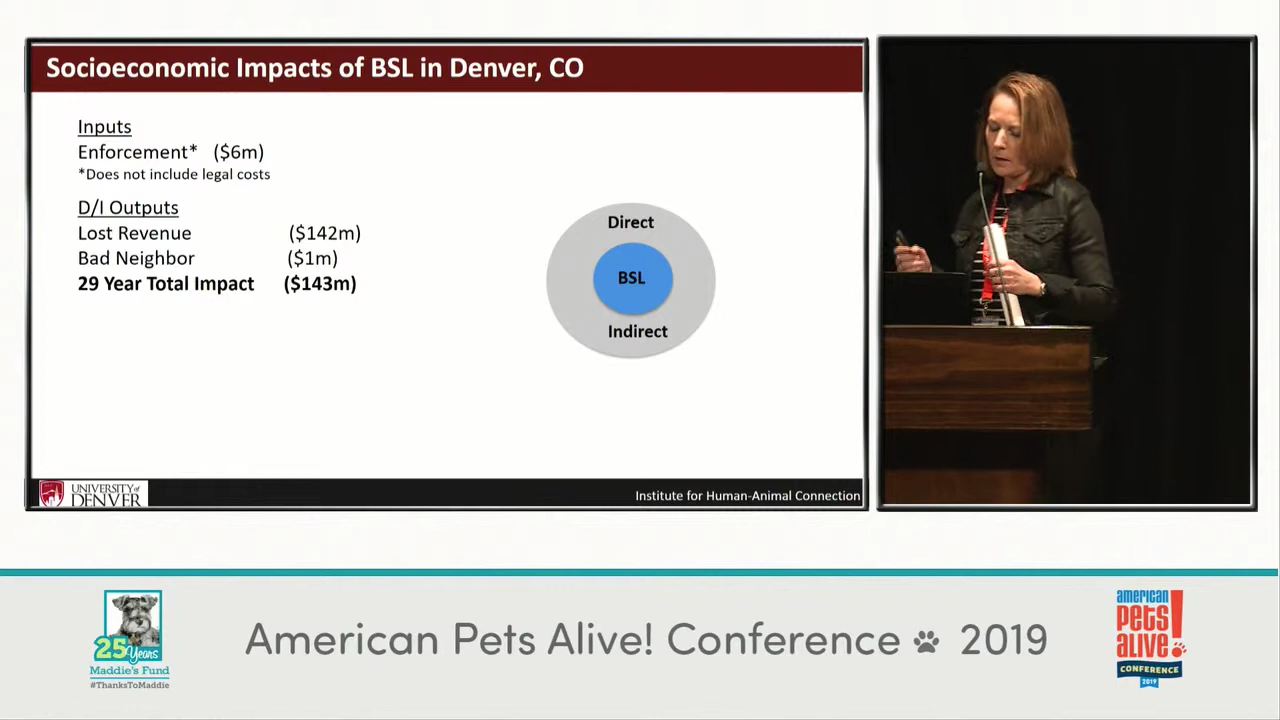 Socioeconomic Impacts of BSL in Denver, CO
Inputs
Enforcement* ($6m)
*Does not include legal costs
D/I Outputs
Lost Revenue ($142m)
Bad Neighbor ($1m)
29 Year Total Impact ($143m)
Direct
BSL
Indirect
UNIVERSITY of
DENVER
Institute for Human-Animal Connection
25 Years
Maddie's Fund
#ThanksToMaddie
American Pets Alive! Conference 2019
american
pets
alive!
CONFERENCE
2019